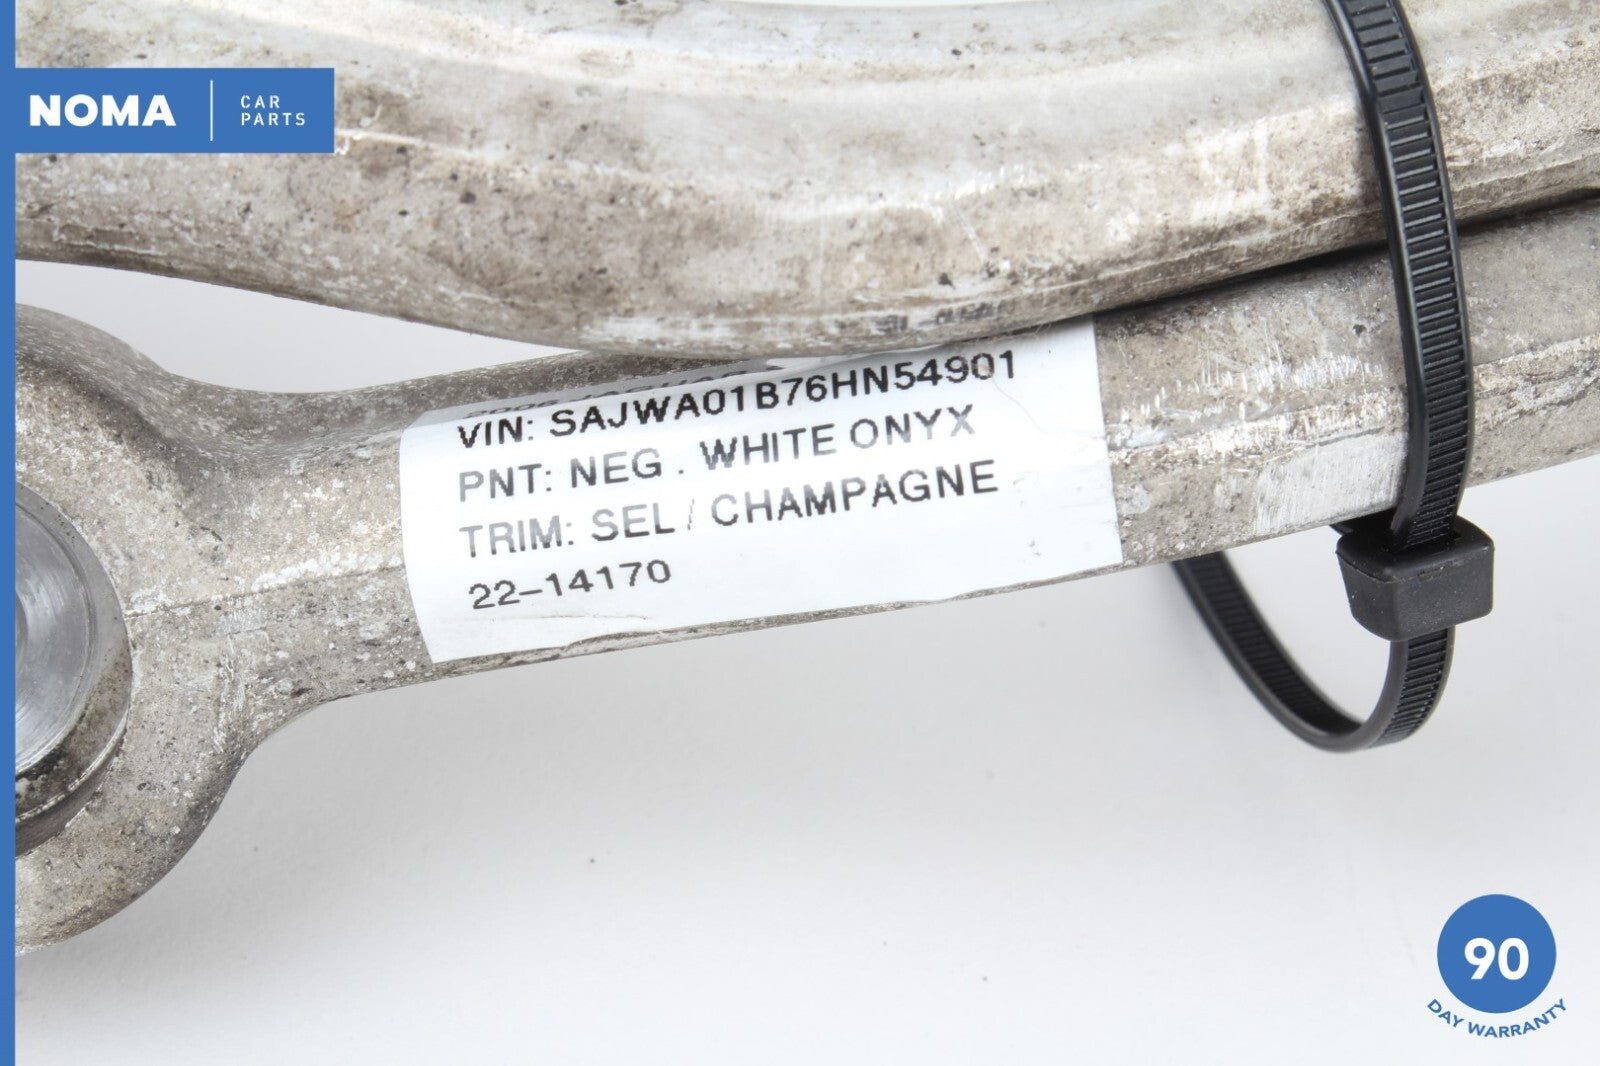 NOMA
CAR
PARTS
VIN: SAJWA01B76HN54901
PNT: NEG . WHITE ONYX
TRIM: SEL / CHAMPAGNE
22-14170
90
DAY WARRANTY